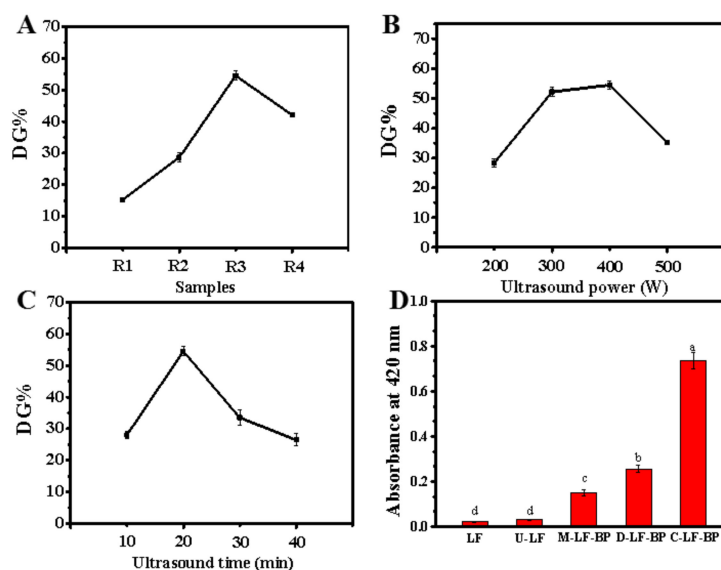 A
DG%
70
60
50
40
30
20
10
0
R1 R2 R3 R4
Samples
B
DG%
70
60
50
40
30
20
10
0
200 300 400 500
Ultrasound power (W)
C
DG%
70
60
50
40
30
20
10
0
10 20 30 40
Ultrasound time (min)
D
Absorbance at 420 nm
1.0
0.8
0.6
0.4
0.2
0.0
d d c b a
LF U-LF M-LF-BP D-LF-BP C-LF-BP